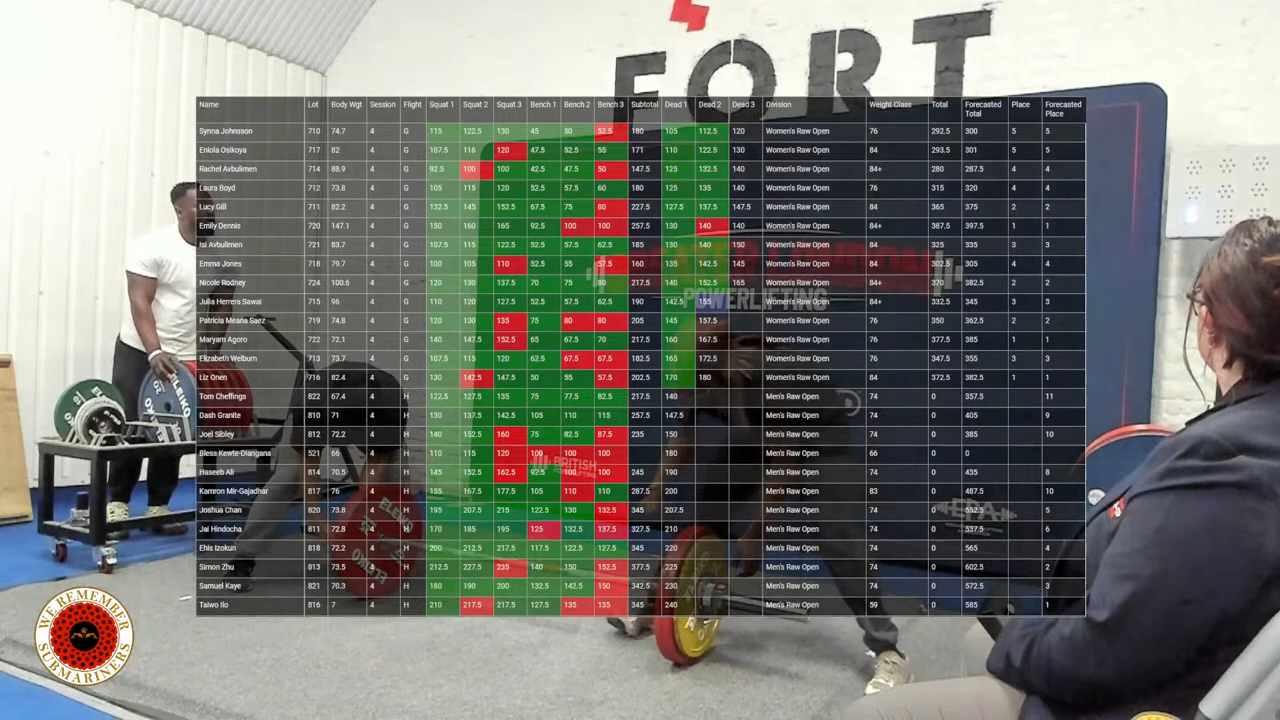 FORT
Name Lot Body Wgt Session Flight Squat 1 Squat 2 Squat 3 Bench 1 Bench 2 Bench 3 Subtotal Dead 1 Dead 2 Dead 3 Division Weight Class Total Forecasted Total Place Forecasted Place
Synna Johnsson 710 74.7 4 G 115 122.5 130 45 50 52.5 180 105 112.5 120 Women's Raw Open 76 292.5 300 5 5
Eniola Osikoya 717 82 4 G 107.5 116 120 47.5 52.5 55 171 110 122.5 130 Women's Raw Open 84 293.5 301 5 5
Rachel Avbulimen 714 88.9 4 G 92.5 100 100 42.5 47.5 50 147.5 125 132.5 140 Women's Raw Open 84+ 280 287.5 4 4
Laura Boyd 712 73.8 4 G 105 115 120 52.5 57.5 60 180 125 135 140 Women's Raw Open 76 315 320 4 4
Lucy Gill 711 82.2 4 G 132.5 145 152.5 67.5 75 80 227.5 127.5 137.5 147.5 Women's Raw Open 84 365 375 2 2
Emily Dennis 720 147.1 4 G 150 160 165 92.5 100 100 257.5 130 140 140 Women's Raw Open 84+ 387.5 397.5 1 1
Isi Avbulimen 721 83.7 4 G 107.5 115 122.5 52.5 57.5 62.5 185 130 140 150 Women's Raw Open 84 325 335 3 3
Emma Jones 718 79.7 4 G 100 105 110 52.5 55 57.5 160 135 142.5 145 Women's Raw Open 84 302.5 305 4 4
Nicole Rodney 724 100.6 4 G 120 130 137.5 70 75 80 217.5 140 152.5 165 Women's Raw Open 84+ 370 382.5 2 2
Julia Herrera Sawai 715 96 4 G 110 120 127.5 52.5 57.5 62.5 190 142.5 155 Women's Raw Open 84+ 332.5 345 3 3
Patricia Meana Saez 719 74.8 4 G 120 130 135 75 80 80 205 145 157.5 Women's Raw Open 76 350 362.5 2 2
Maryam Agoro 722 72.1 4 G 140 147.5 152.5 65 67.5 70 217.5 160 167.5 Women's Raw Open 76 377.5 385 1 1
Elizabeth Welburn 713 73.7 4 G 107.5 115 120 62.5 67.5 67.5 182.5 165 172.5 Women's Raw Open 76 347.5 355 3 3
Liz Onen 716 82.4 4 G 130 142.5 147.5 50 55 57.5 202.5 170 180 Women's Raw Open 84 372.5 382.5 1 1
Tom Cheffings 822 67.4 4 H 122.5 127.5 135 75 77.5 82.5 217.5 140 Men's Raw Open 74 0 357.5 11
Dash Granite 810 71 4 H 130 137.5 142.5 105 110 115 257.5 147.5 Men's Raw Open 74 0 405 9
Joel Sibley 812 72.2 4 H 140 152.5 160 75 82.5 87.5 235 150 Men's Raw Open 74 0 385 10
Bless Kewte-Diangana 521 66 4 H 110 115 120 100 100 100 180 Men's Raw Open 66 0 0
Haseeb Ali 814 70.5 4 H 145 152.5 162.5 92.5 100 100 245 190 Men's Raw Open 74 0 435 8
Kamron Mir-Gajadhar 817 76 4 H 155 167.5 177.5 105 110 110 287.5 200 Men's Raw Open 83 0 487.5 10
Joshua Chan 820 73.8 4 H 195 207.5 215 122.5 130 132.5 345 207.5 Men's Raw Open 74 0 552.5 5
Jai Hindocha 811 72.8 4 H 170 185 195 125 132.5 137.5 327.5 210 Men's Raw Open 74 0 537.5 6
Ehis Izokun 818 72.2 4 H 200 212.5 217.5 117.5 122.5 127.5 345 220 Men's Raw Open 74 0 565 4
Simon Zhu 813 73.5 4 H 212.5 227.5 235 140 150 152.5 377.5 225 Men's Raw Open 74 0 602.5 2
Samuel Kaye 821 70.3 4 H 180 190 200 132.5 142.5 150 342.5 230 Men's Raw Open 74 0 572.5 3
Taiwo Ilo 816 7 4 H 210 217.5 217.5 127.5 135 135 345 240 Men's Raw Open 59 0 585 1
POWERLIFTING
BRITISH
EPA
ELEIKO
WE REMEMBER
SUBMARINERS